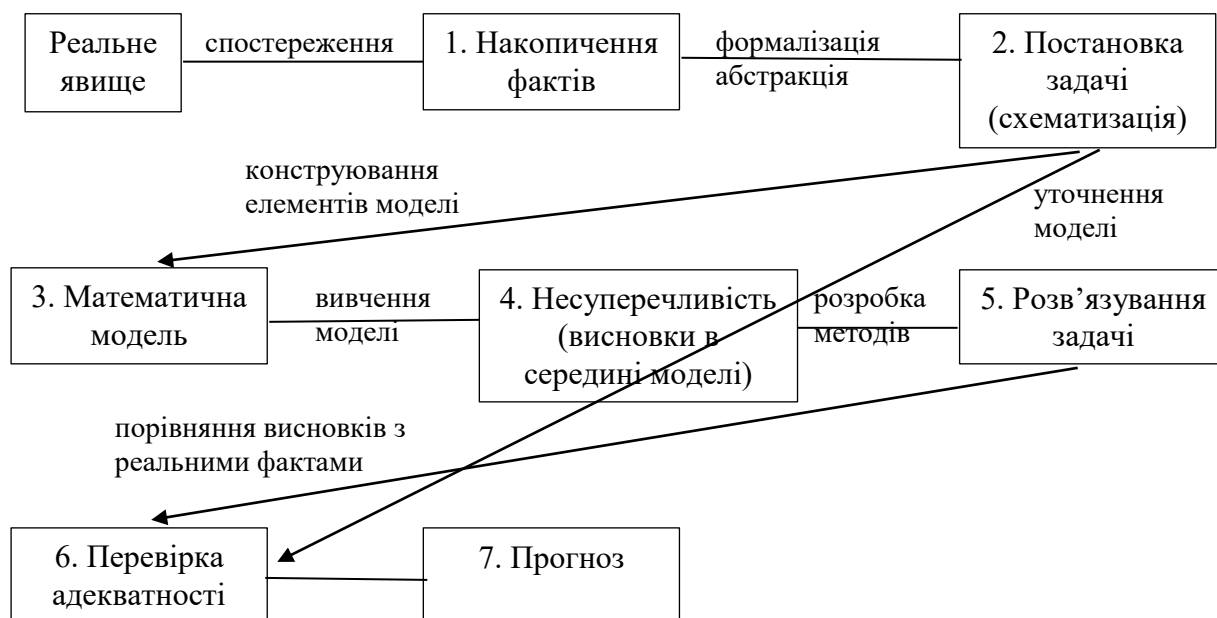 Реальне
явище
спостереження
1. Накопичення
фактів
формалізація
абстракція
2. Постановка
задачі
(схематизація)
конструювання
елементів моделі
уточнення
моделі
3. Математична
модель
вивчення
моделі
4. Несуперечливість
(висновки в
середині моделі)
розробка
методів
5. Розв’язування
задачі
порівняння висновків з
реальними фактами
6. Перевірка
адекватності
7. Прогноз